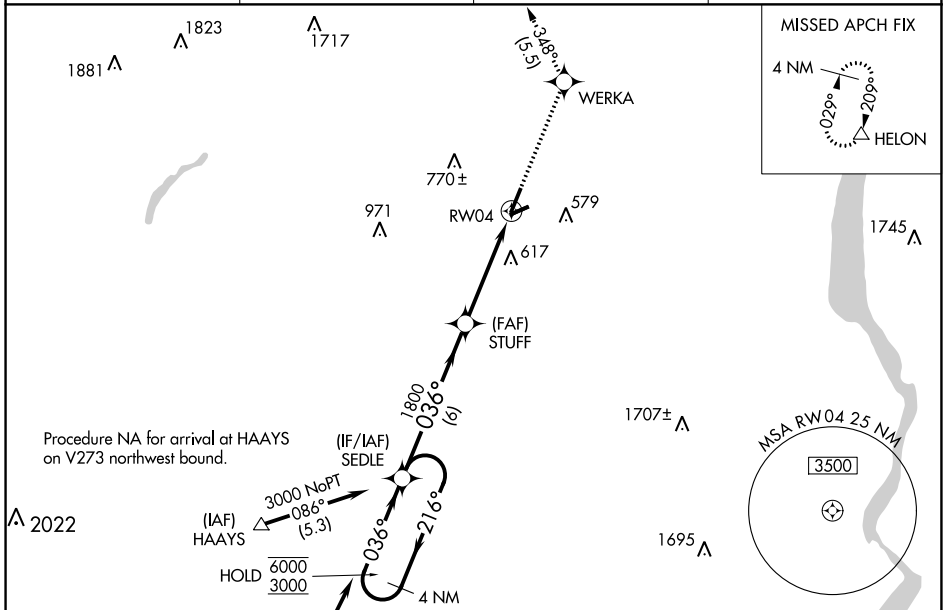 1823
1717
1881
348°
(5.5)
WERKA
MISSED APCH FIX
4 NM
029°
209°
HELON
770 ±
971
RW04
579
617
1745
(FAF)
STUFF
1800
036°
(6)
1707±
Procedure NA for arrival at HAAYS
on V273 northwest bound.
(IF/IAF)
SEDLE
MSA RW04 25 NM
3500
3000 NoPT
086°
(5.3)
2022
(IAF)
HAAYS
036°
216°
1695
HOLD
6000
3000
4 NM